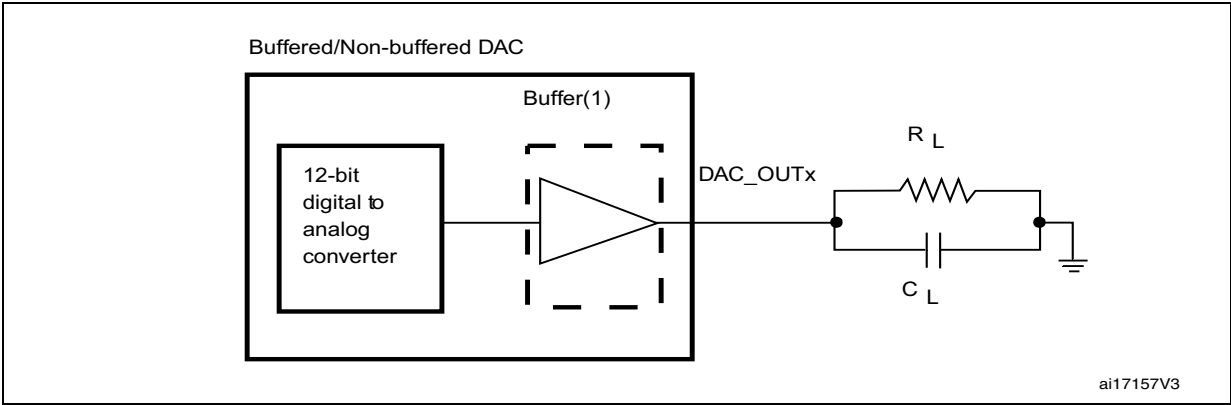 Buffered/Non-buffered DAC
Buffer(1)
12-bit
digital to
analog
converter
DAC_OUTx
R L
C L
ai17157V3